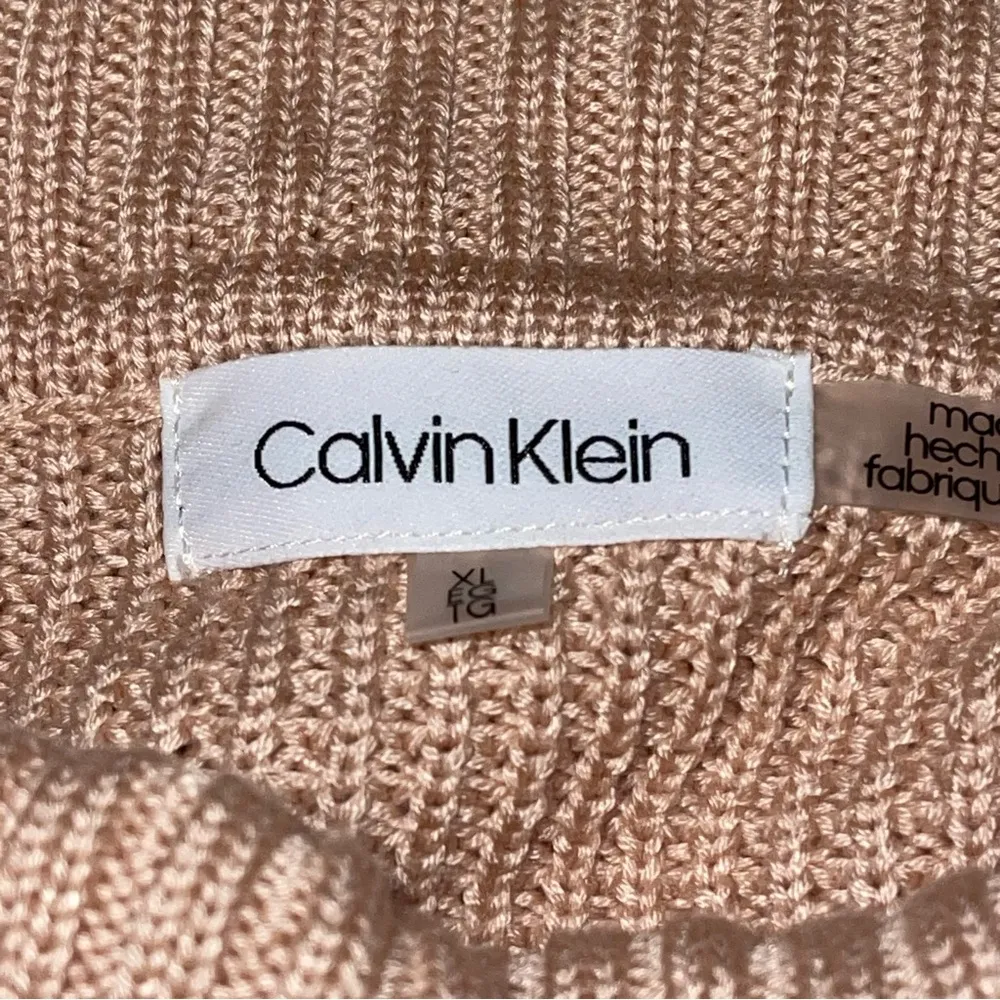 Calvin Klein
XL
EG
TG
mad
hech
fabriqu